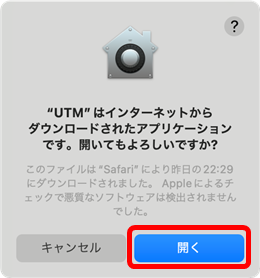 ?
“UTM”はインターネットから
ダウンロードされたアプリケーション
です。開いてもよろしいですか?
このファイルは“Safari”により昨日の22:29
にダウンロードされました。Appleによるチ
ェックで悪質なソフトウェアは検出されません
でした。
キャンセル
開く